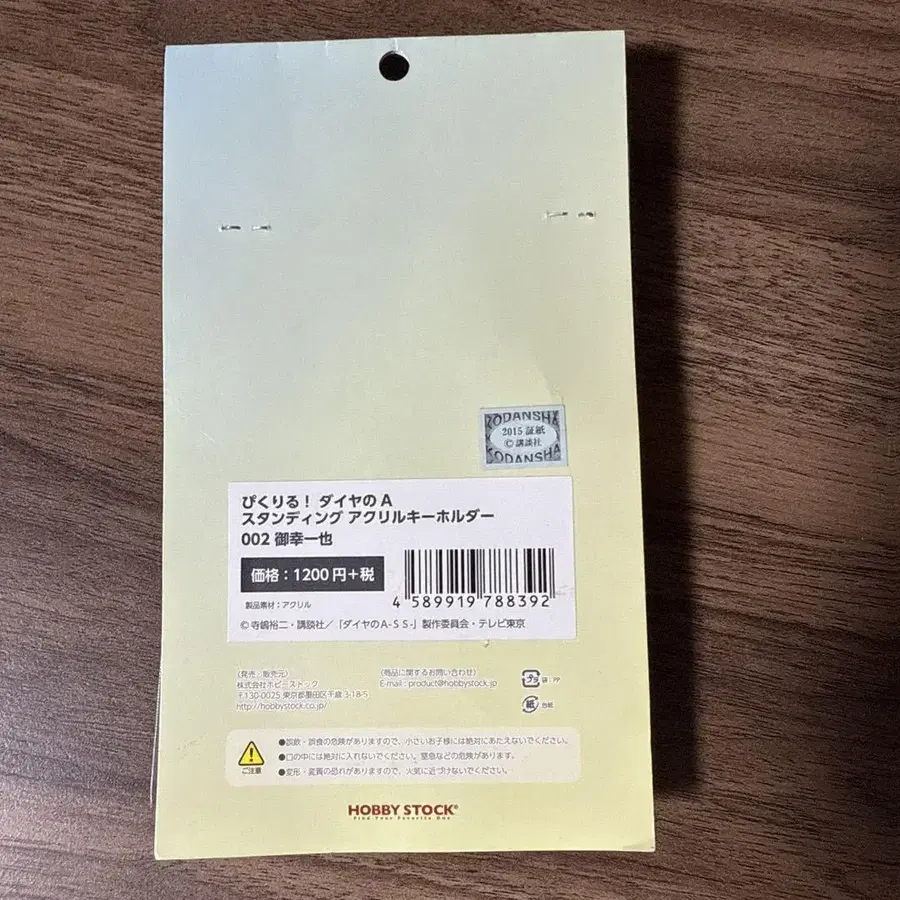 KODANSHA
2015 証紙
©講談社
KODANSHA
ぴくりる！ ダイヤのA
スタンディング アクリルキーホルダー
002 御幸一也
価格：1200円+税
4 589919 788392
製品素材：アクリル
© 寺嶋裕二・講談社／「ダイヤのA-SS-」製作委員会・テレビ東京
〈発売・販売元〉
株式会社ホビーストック
〒130-0025 東京都墨田区千歳 3-18-5
http://hobbystock.co.jp/
〈商品に関するお問い合わせ〉
E-mail : product@hobbystock.jp
プラ 袋：PP
紙 台紙
ご注意
●誤飲・誤食の危険がありますので、小さいお子様には絶対にあたえないでください。
●口の中には絶対に入れないでください。窒息などの危険があります。
●変形・変質の恐れがありますので、火気に近づけないでください。
HOBBY STOCK®
Find Your Favorite One